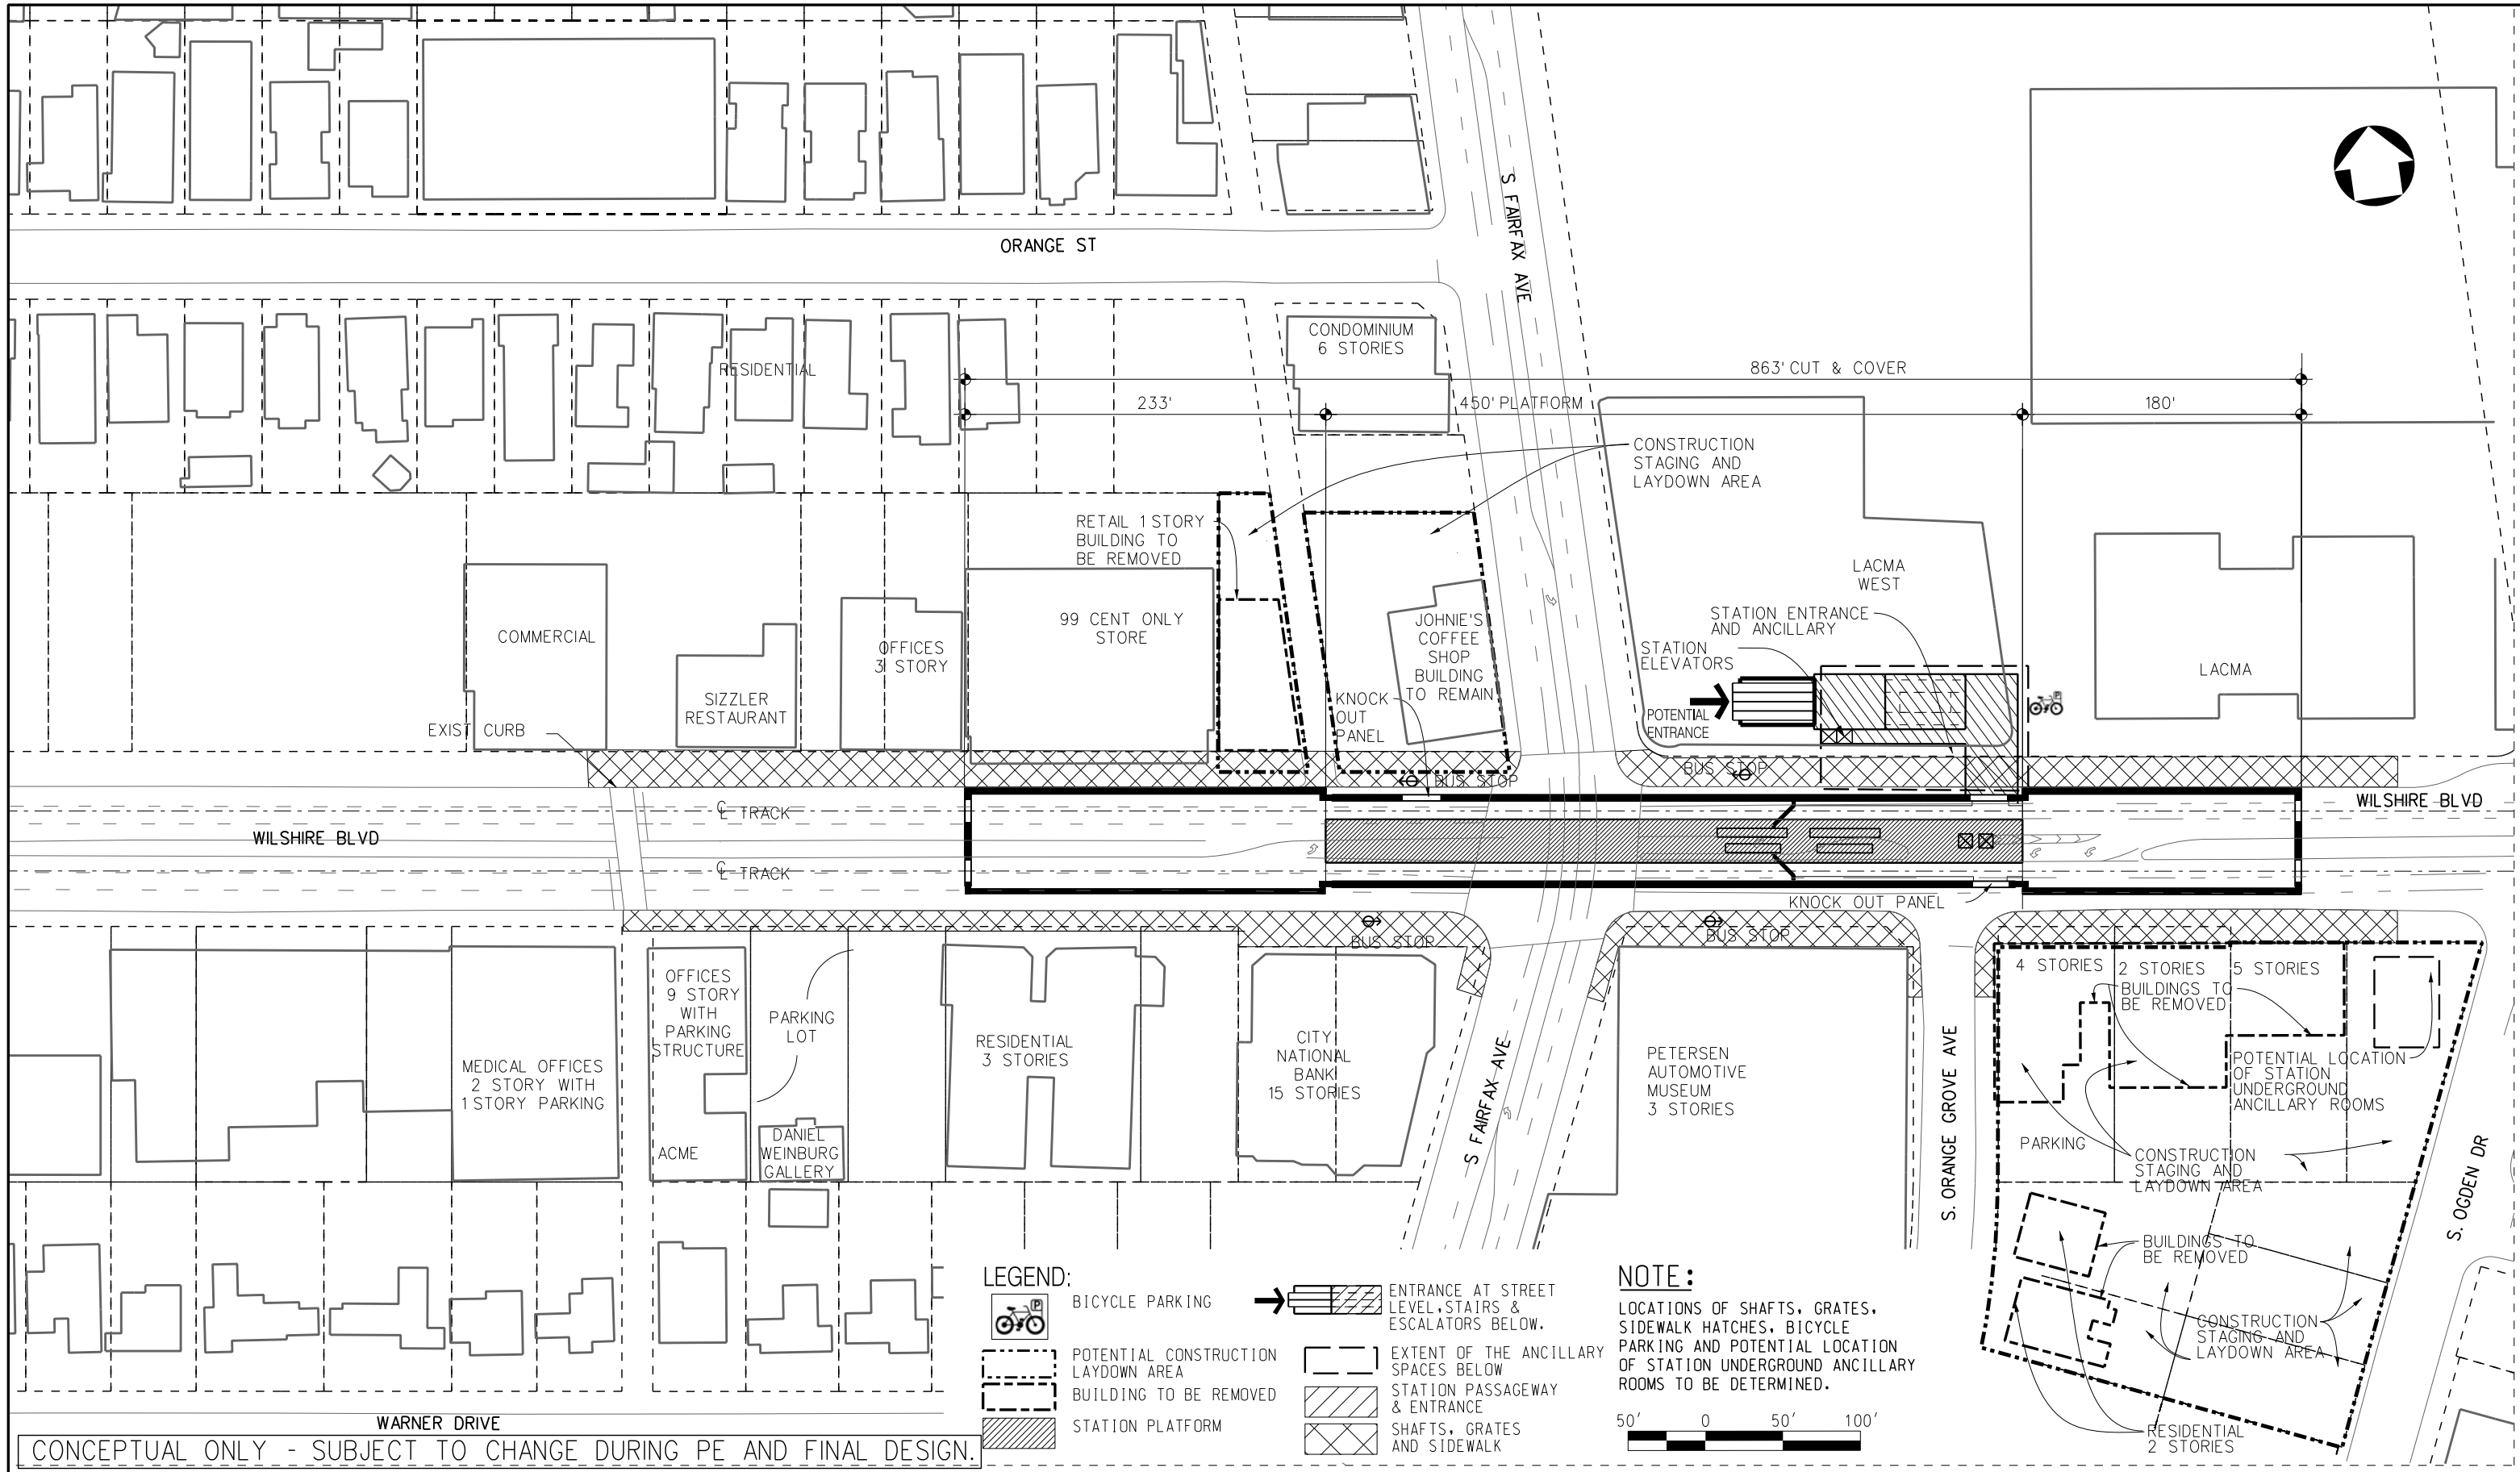 ORANGE ST
S FAIRFAX AVE
CONDOMINIUM
6 STORIES
RESIDENTIAL
863' CUT & COVER
233'
450' PLATFORM
180'
CONSTRUCTION
STAGING AND
LAYDOWN AREA
RETAIL 1 STORY
BUILDING TO
BE REMOVED
LACMA
WEST
COMMERCIAL
SIZZLER
RESTAURANT
OFFICES
3 STORY
99 CENT ONLY
STORE
JOHNIE'S
COFFEE
SHOP
BUILDING
TO REMAIN
STATION ENTRANCE
AND ANCILLARY
STATION
ELEVATORS
LACMA
KNOCK
OUT
PANEL
POTENTIAL
ENTRANCE
P
EXIST CURB
BUS STOP
BUS STOP
℄ TRACK
WILSHIRE BLVD
WILSHIRE BLVD
℄ TRACK
KNOCK OUT PANEL
BUS STOP
BUS STOP
OFFICES
9 STORY
WITH
PARKING
STRUCTURE
PARKING
LOT
MEDICAL OFFICES
2 STORY WITH
1 STORY PARKING
ACME
DANIEL
WEINBURG
GALLERY
RESIDENTIAL
3 STORIES
CITY
NATIONAL
BANK
15 STORIES
S FAIRFAX AVE
PETERSEN
AUTOMOTIVE
MUSEUM
3 STORIES
S. ORANGE GROVE AVE
4 STORIES
2 STORIES
5 STORIES
BUILDINGS TO
BE REMOVED
POTENTIAL LOCATION
OF STATION
UNDERGROUND
ANCILLARY ROOMS
PARKING
CONSTRUCTION
STAGING AND
LAYDOWN AREA
S. OGDEN DR
BUILDINGS TO
BE REMOVED
CONSTRUCTION
STAGING AND
LAYDOWN AREA
RESIDENTIAL
2 STORIES
WARNER DRIVE
CONCEPTUAL ONLY - SUBJECT TO CHANGE DURING PE AND FINAL DESIGN.
LEGEND:
P
BICYCLE PARKING
POTENTIAL CONSTRUCTION
LAYDOWN AREA
BUILDING TO BE REMOVED
STATION PLATFORM
ENTRANCE AT STREET
LEVEL, STAIRS &
ESCALATORS BELOW.
EXTENT OF THE ANCILLARY
SPACES BELOW
STATION PASSAGEWAY
& ENTRANCE
SHAFTS, GRATES
AND SIDEWALK
NOTE:
LOCATIONS OF SHAFTS, GRATES,
SIDEWALK HATCHES, BICYCLE
PARKING AND POTENTIAL LOCATION
OF STATION UNDERGROUND ANCILLARY
ROOMS TO BE DETERMINED.
50' 0 50' 100'